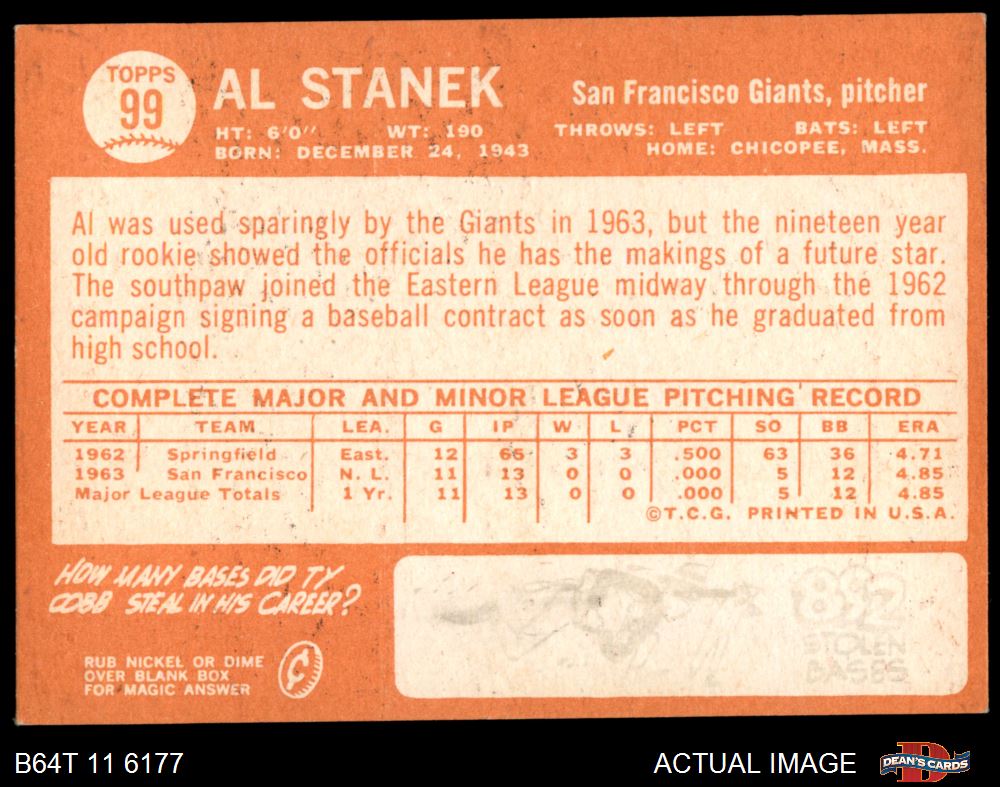 TOPPS
99
AL STANEK
San Francisco Giants, pitcher
HT: 6'0" WT: 190
THROWS: LEFT BATS: LEFT
BORN: DECEMBER 24, 1943
HOME: CHICOPEE, MASS.
Al was used sparingly by the Giants in 1963, but the nineteen year
old rookie showed the officials he has the makings of a future star.
The southpaw joined the Eastern League midway through the 1962
campaign signing a baseball contract as soon as he graduated from
high school.
COMPLETE MAJOR AND MINOR LEAGUE PITCHING RECORD
YEAR TEAM LEA. G IP W L PCT SO BB ERA
1962 Springfield East. 12 66 3 3 .500 63 36 4.71
1963 San Francisco N. L. 11 13 0 0 .000 5 12 4.85
Major League Totals 1 Yr. 11 13 0 0 .000 5 12 4.85
©T.C.G. PRINTED IN U.S.A.
HOW MANY BASES DID TY
COBB STEAL IN HIS CAREER?
RUB NICKEL OR DIME
OVER BLANK BOX
FOR MAGIC ANSWER
892
STOLEN
BASES
B64T 11 6177
ACTUAL IMAGE
DEAN'S CARDS